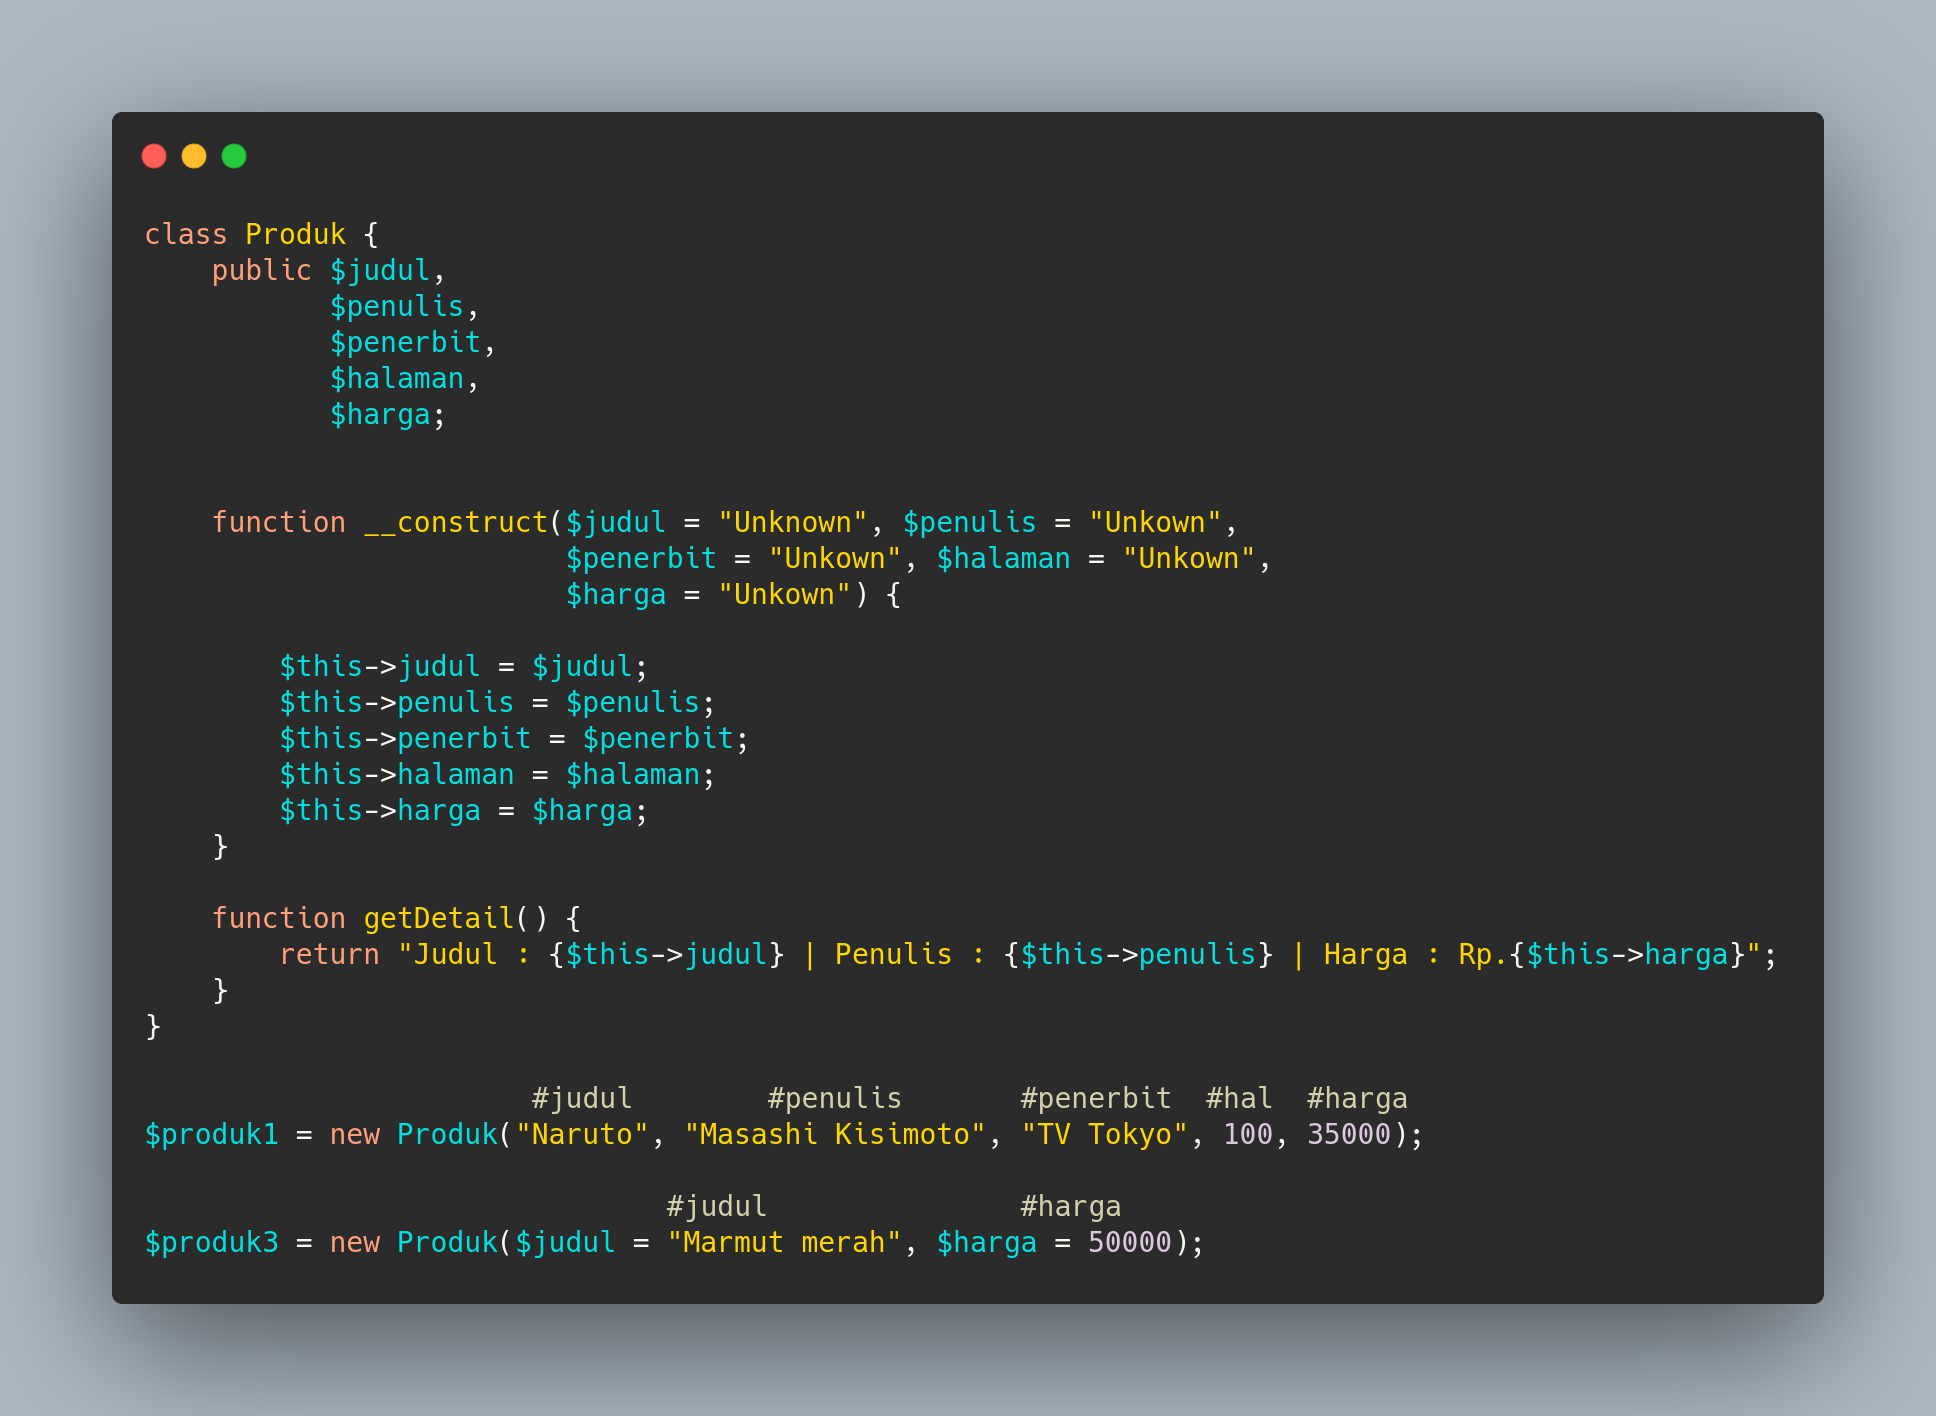 class Produk {
    public $judul,
           $penulis,
           $penerbit,
           $halaman,
           $harga;


    function __construct($judul = "Unknown", $penulis = "Unkown",
                         $penerbit = "Unkown", $halaman = "Unkown",
                         $harga = "Unkown") {

        $this->judul = $judul;
        $this->penulis = $penulis;
        $this->penerbit = $penerbit;
        $this->halaman = $halaman;
        $this->harga = $harga;
    }

    function getDetail() {
        return "Judul : {$this->judul} | Penulis : {$this->penulis} | Harga : Rp.{$this->harga}";
    }
}

                       #judul        #penulis       #penerbit  #hal  #harga
$produk1 = new Produk("Naruto", "Masashi Kisimoto", "TV Tokyo", 100, 35000);

                               #judul               #harga
$produk3 = new Produk($judul = "Marmut merah", $harga = 50000);